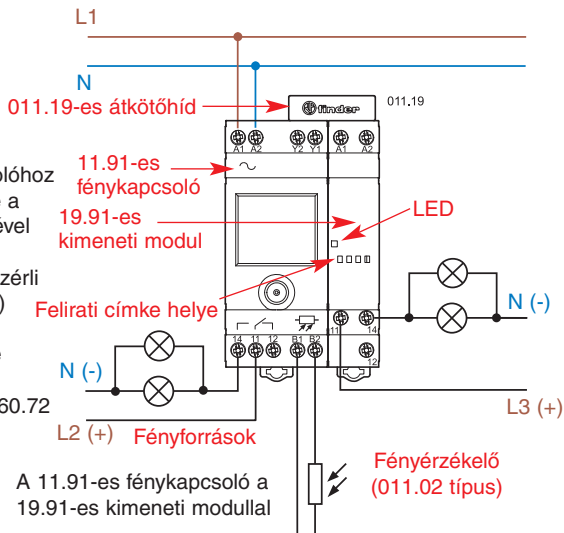 L1
N
011.19-es átkötőhíd
finder
011.19
A1 A2 Y2 Y1 A1 A2
11.91-es
fénykapcsoló
19.91-es
kimeneti modul
LED
Felirati címke helye
ólóhoz
a
ével
zérli
)
60.72
N (-)
14 11 12 B1 B2
11 14
12
N (-)
L2 (+)
Fényforrások
L3 (+)
A 11.91-es fénykapcsoló a
19.91-es kimeneti modullal
Fényérzékelő
(011.02 típus)